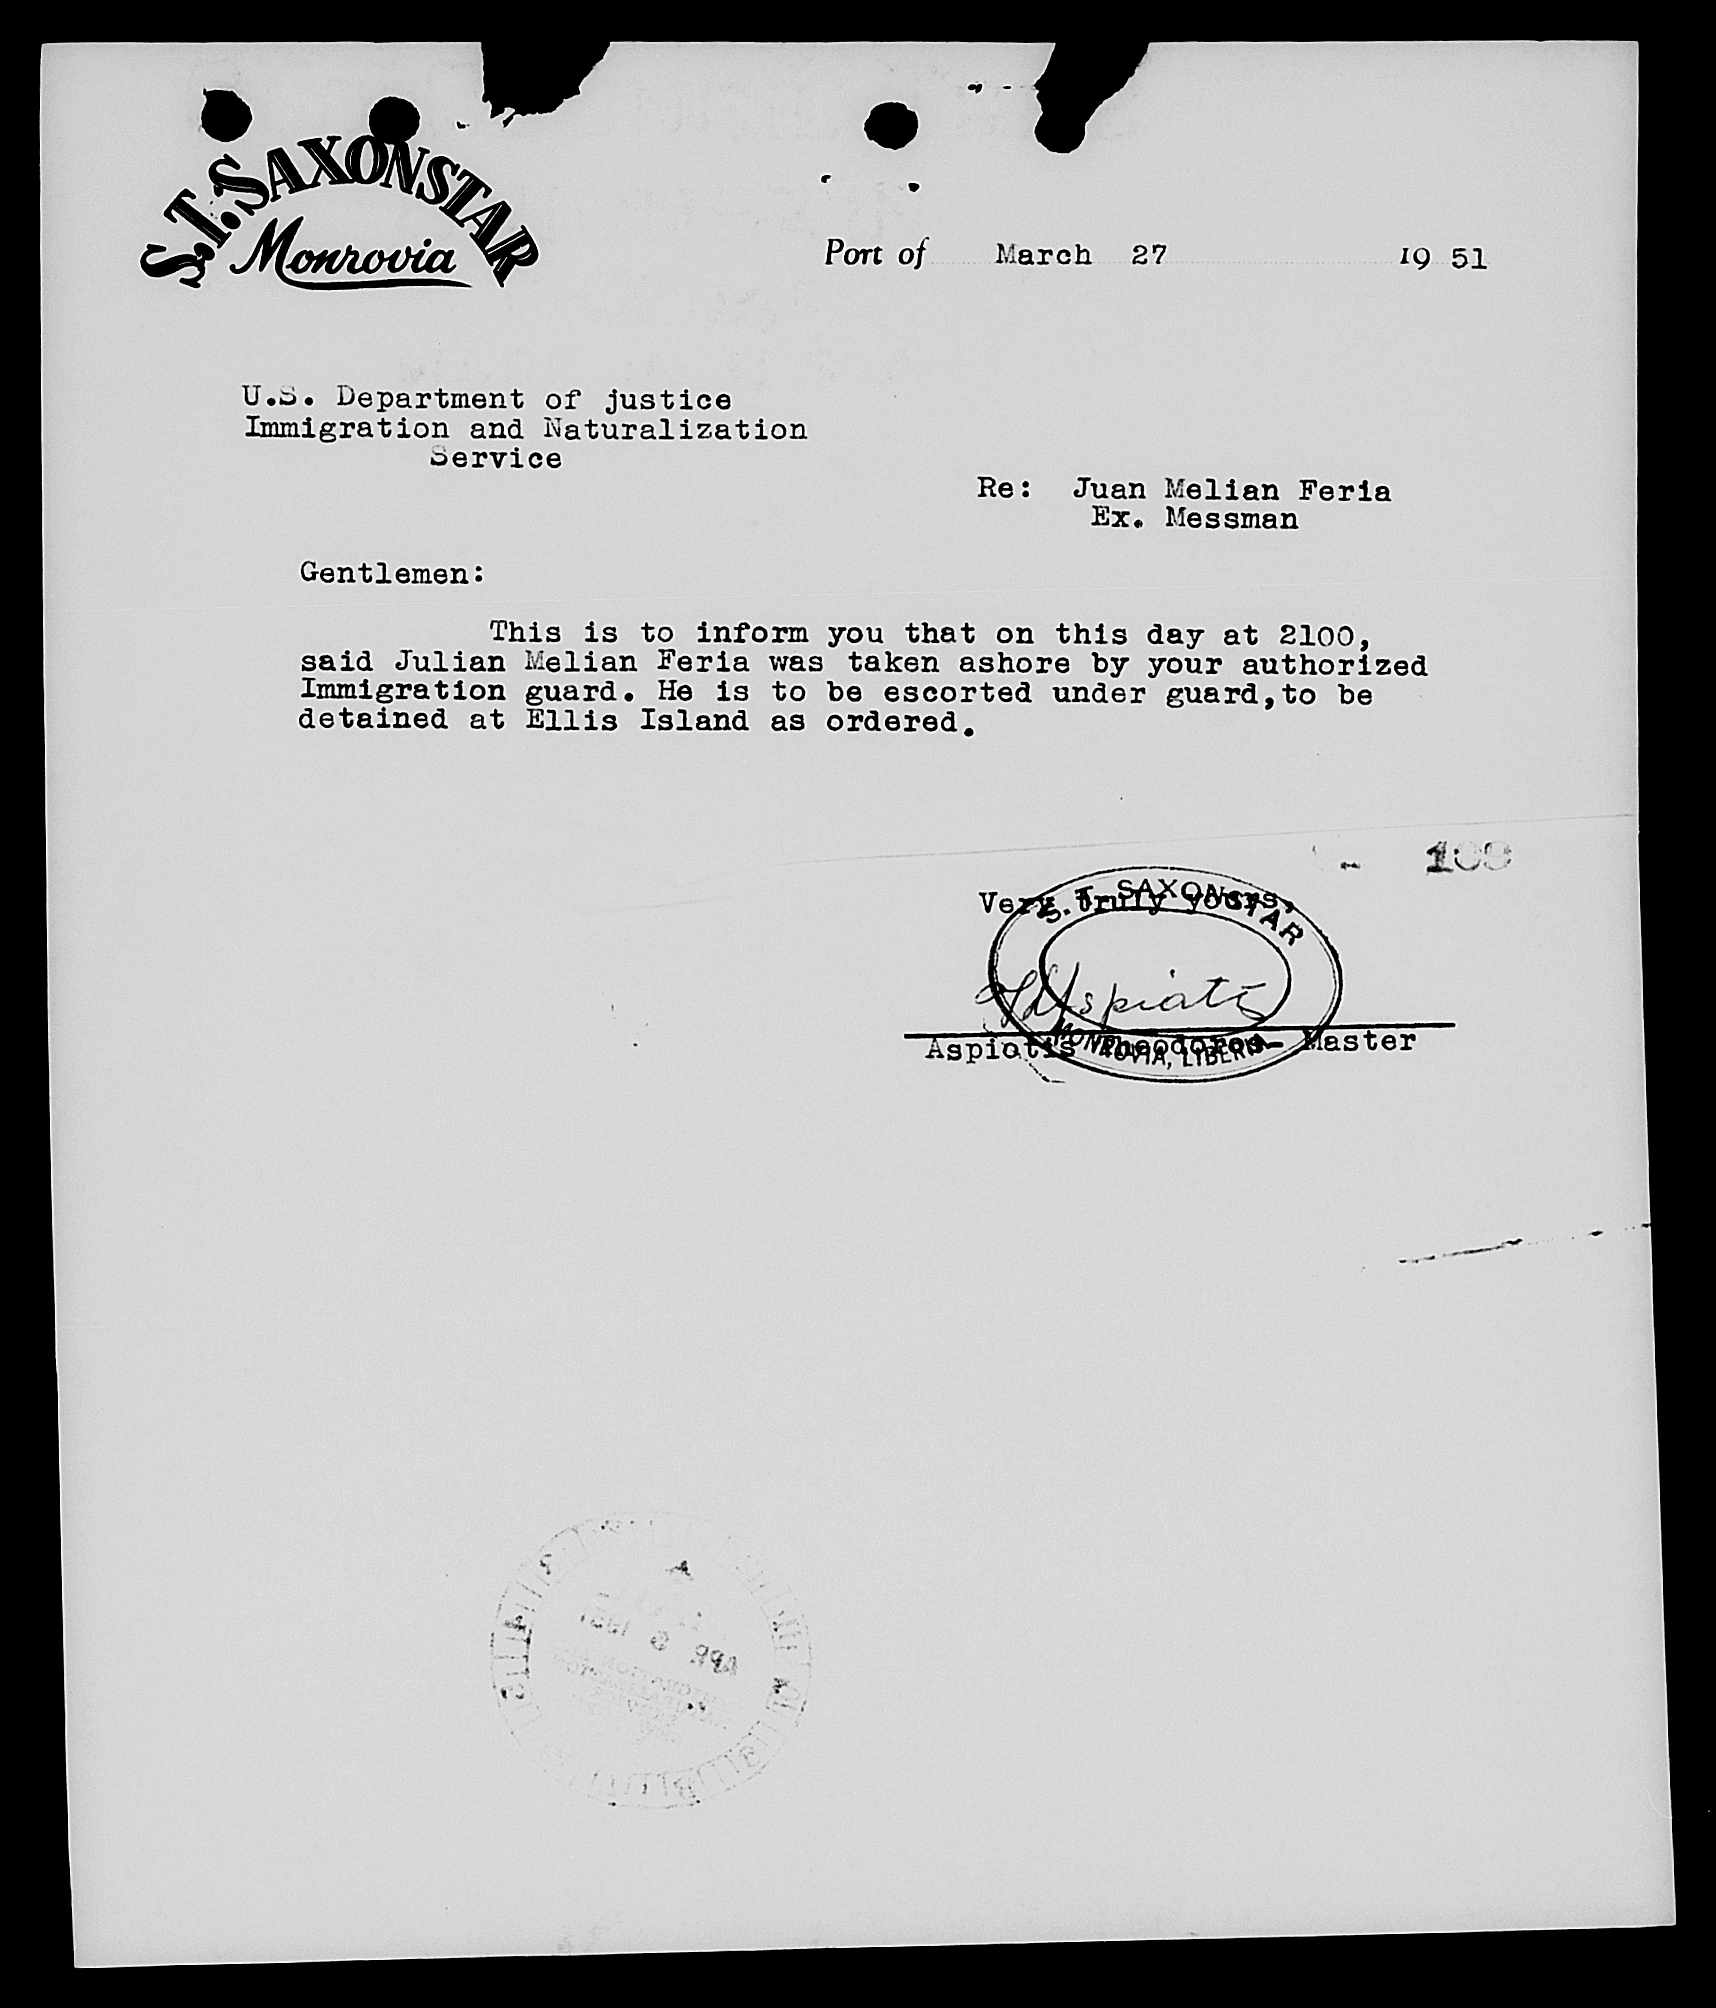 S.T. SAXONSTAR
Monrovia
Port of March 27 19 51
U.S. Department of justice
Immigration and Naturalization
Service
Re: Juan Melian Feria
Ex. Messman
Gentlemen:
This is to inform you that on this day at 2100,
said Julian Melian Feria was taken ashore by your authorized
Immigration guard. He is to be escorted under guard,to be
detained at Ellis Island as ordered.
Very truly yours,
S.T. SAXONSTAR
Aspiotis Theodoros- Master
MONROVIA, LIBERIA
APR